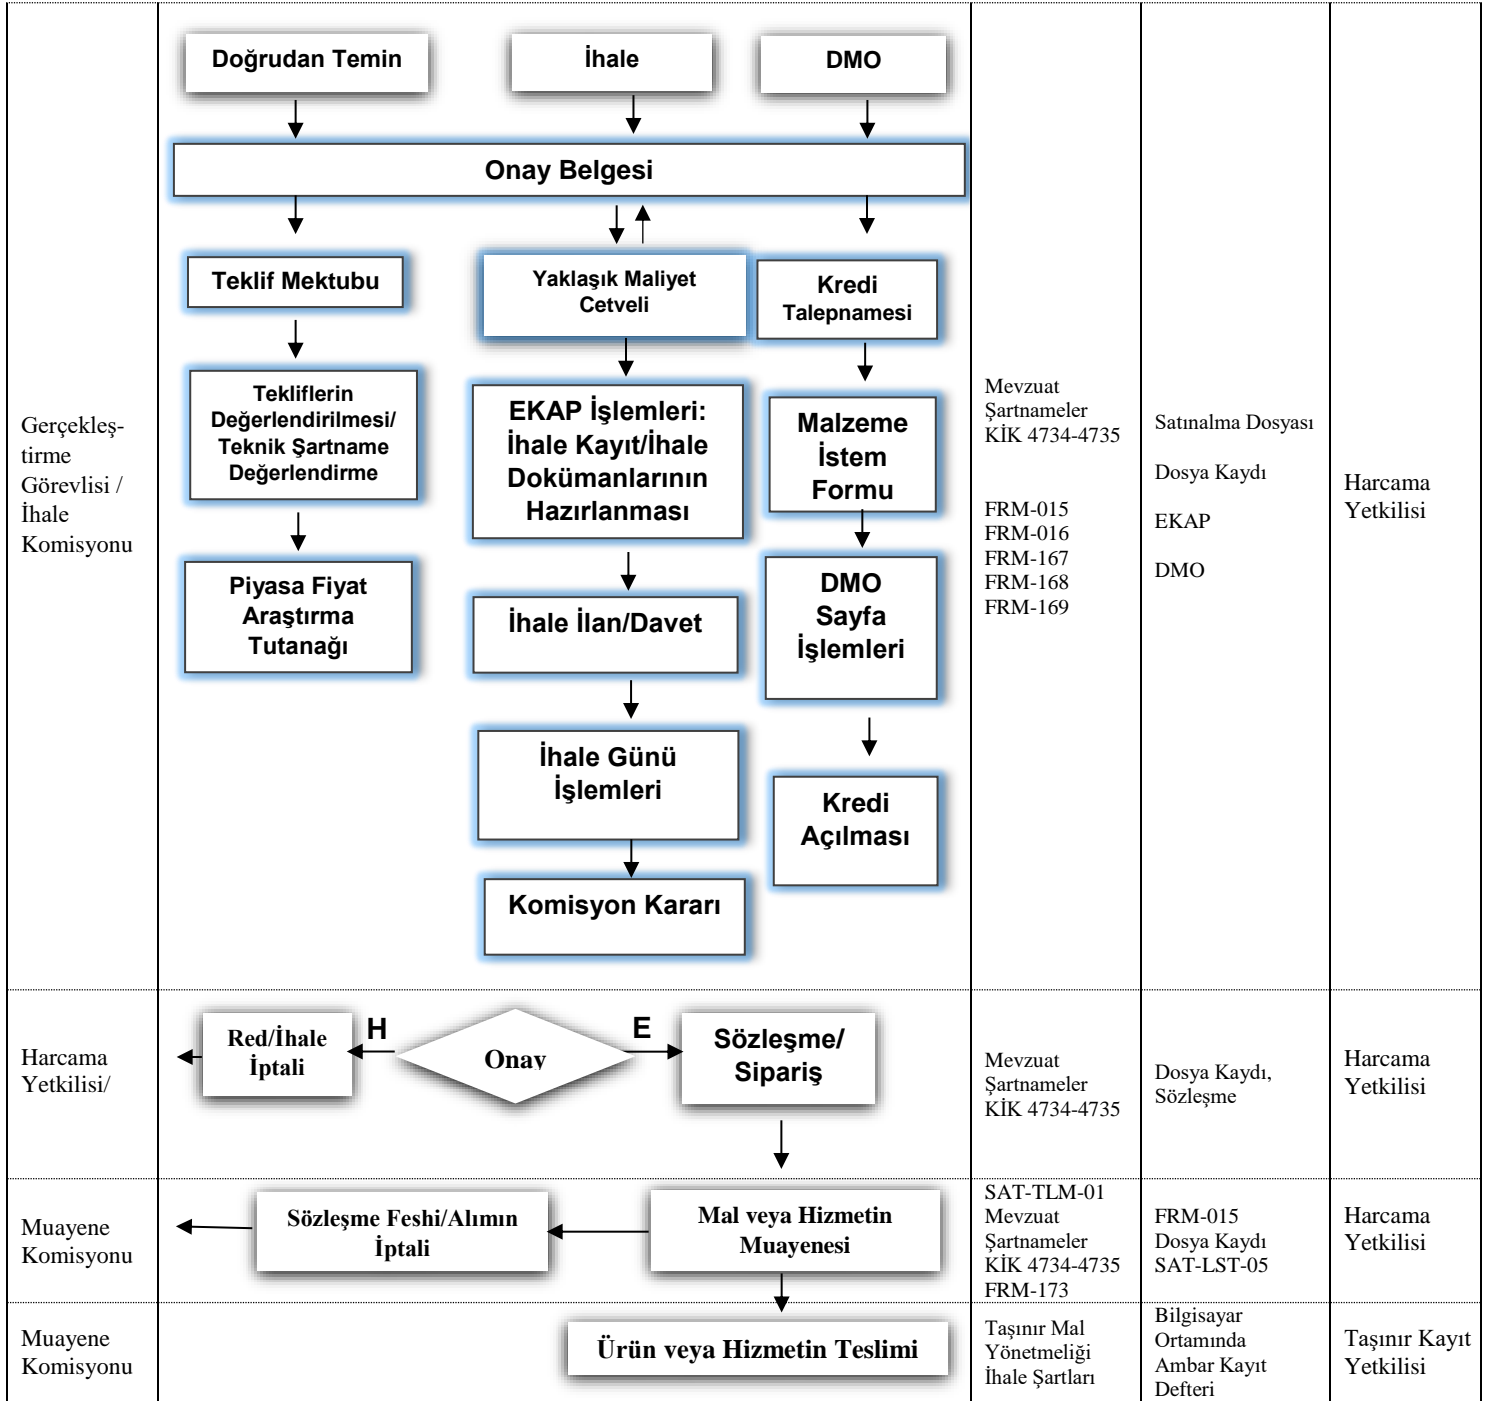 Gerçekleş-
tirme
Görevlisi /
İhale
Komisyonu
Doğrudan Temin
İhale
DMO
Onay Belgesi
Teklif Mektubu
Tekliflerin
Değerlendirilmesi/
Teknik Şartname
Değerlendirme
Piyasa Fiyat
Araştırma
Tutanağı
Yaklaşık Maliyet
Cetveli
EKAP İşlemleri:
İhale Kayıt/İhale
Dokümanlarının
Hazırlanması
İhale İlan/Davet
İhale Günü
İşlemleri
Komisyon Kararı
Kredi
Talepnamesi
Malzeme
İstem
Formu
DMO
Sayfa
İşlemleri
Kredi
Açılması
Mevzuat
Şartnameler
KİK 4734-4735
FRM-015
FRM-016
FRM-167
FRM-168
FRM-169
Satınalma Dosyası
Dosya Kaydı
EKAP
DMO
Harcama
Yetkilisi
Harcama
Yetkilisi/
Red/İhale
İptali
H
Onay
E
Sözleşme/
Sipariş
Mevzuat
Şartnameler
KİK 4734-4735
Dosya Kaydı,
Sözleşme
Harcama
Yetkilisi
Muayene
Komisyonu
Sözleşme Feshi/Alımın
İptali
Mal veya Hizmetin
Muayenesi
SAT-TLM-01
Mevzuat
Şartnameler
KİK 4734-4735
FRM-173
FRM-015
Dosya Kaydı
SAT-LST-05
Harcama
Yetkilisi
Muayene
Komisyonu
Ürün veya Hizmetin Teslimi
Taşınır Mal
Yönetmeliği
İhale Şartları
Bilgisayar
Ortamında
Ambar Kayıt
Defteri
Taşınır Kayıt
Yetkilisi